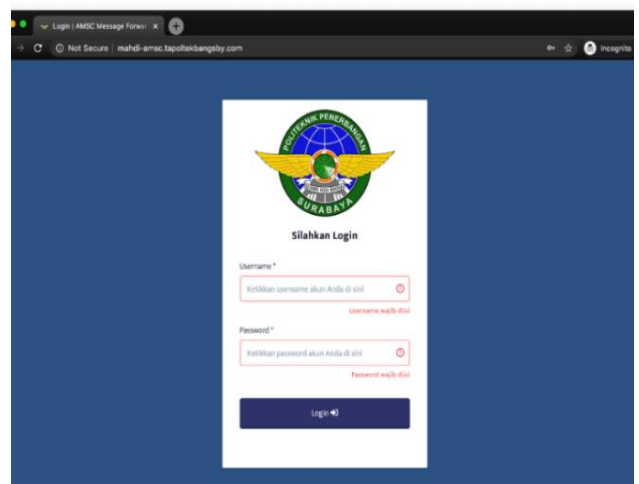 Login | AMSC Message Forwar
Not Secure | mahdi-amsc.tapoltekbangsby.com
Incognito
POLITEKNIK PENERBANGAN
SURABAYA
Silahkan Login
Username *
Ketikkan username akun Anda di sini
Username wajib diisi
Password *
Ketikkan password akun Anda di sini
Password wajib diisi
Login